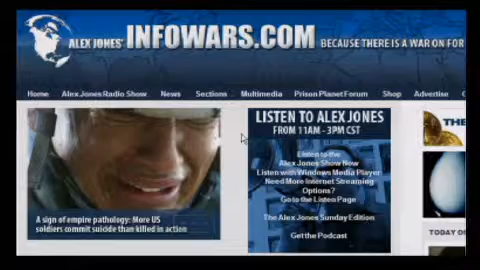 ALEX JONES' INFOWARS.COM BECAUSE THERE IS A WAR ON FOR
Home Alex Jones Radio Show News Sections Multimedia Prison Planet Forum Shop Advertise
LISTEN TO ALEX JONES
FROM 11AM - 3PM CST
Listen to the
Alex Jones Show Now
Listen with Windows Media Player
Need More Internet Streaming
Options?
Go to the Listen Page
The Alex Jones Sunday Edition
Get the Podcast
A sign of empire pathology: More US
soldiers commit suicide than killed in action
THE
TODAY ON